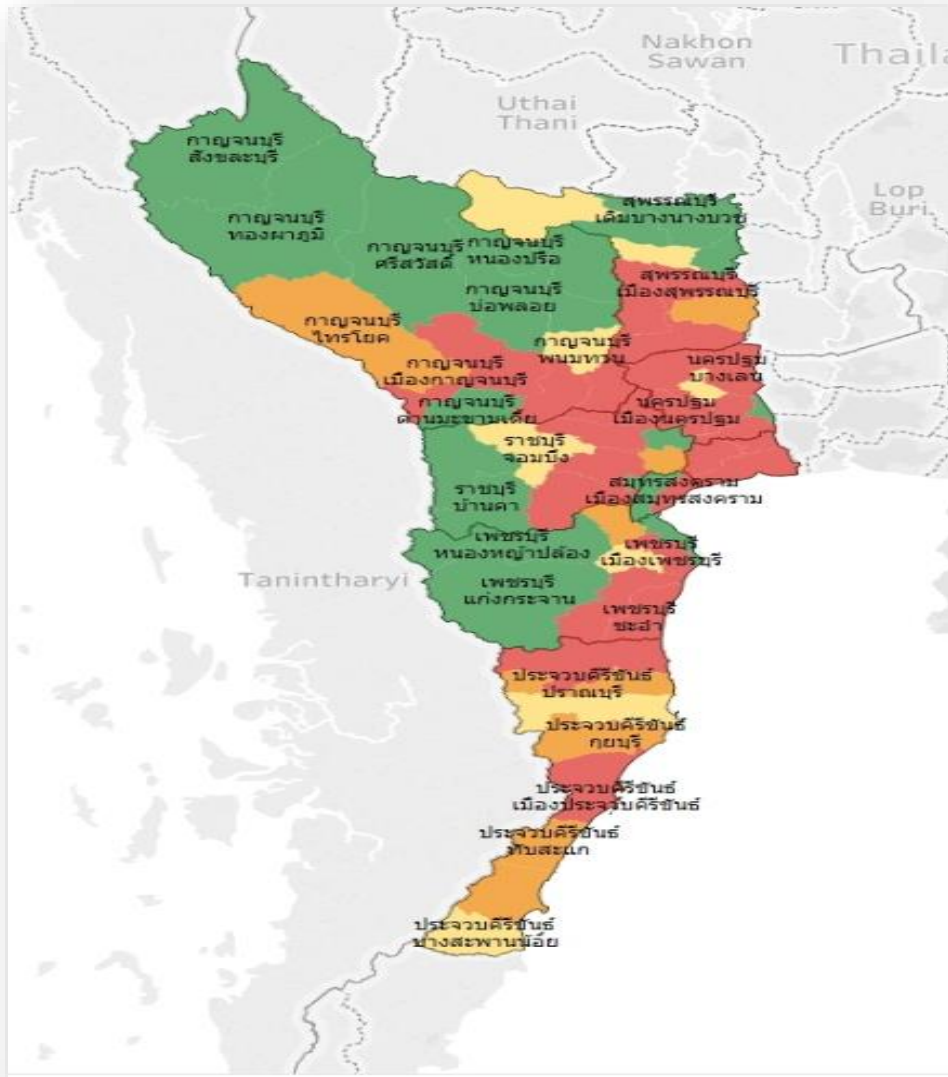 Nakhon
Sawan
Thaila
Uthai
Thani
Lop
Buri
กาญจนบุรี
สังขละบุรี
สุพรรณบุรี
เดิมบางนางบวช
กาญจนบุรี
ทองผาภูมิ
กาญจนบุรี
ศรีสวัสดิ์
กาญจนบุรี
หนองปรือ
สุพรรณบุรี
เมืองสุพรรณบุรี
กาญจนบุรี
บ่อพลอย
กาญจนบุรี
ไทรโยค
กาญจนบุรี
พนมทวน
นครปฐม
บางเลน
กาญจนบุรี
เมืองกาญจนบุรี
กาญจนบุรี
ด่านมะขามเตี้ย
นครปฐม
เมืองนครปฐม
ราชบุรี
จอมบึง
ราชบุรี
บ้านคา
สมุทรสงคราม
เมืองสมุทรสงคราม
เพชรบุรี
หนองหญ้าปล้อง
เพชรบุรี
เมืองเพชรบุรี
Tanintharyi
เพชรบุรี
แก่งกระจาน
เพชรบุรี
ชะอำ
ประจวบคีรีขันธ์
ปราณบุรี
ประจวบคีรีขันธ์
กุยบุรี
ประจวบคีรีขันธ์
เมืองประจวบคีรีขันธ์
ประจวบคีรีขันธ์
ทับสะแก
ประจวบคีรีขันธ์
บางสะพานน้อย